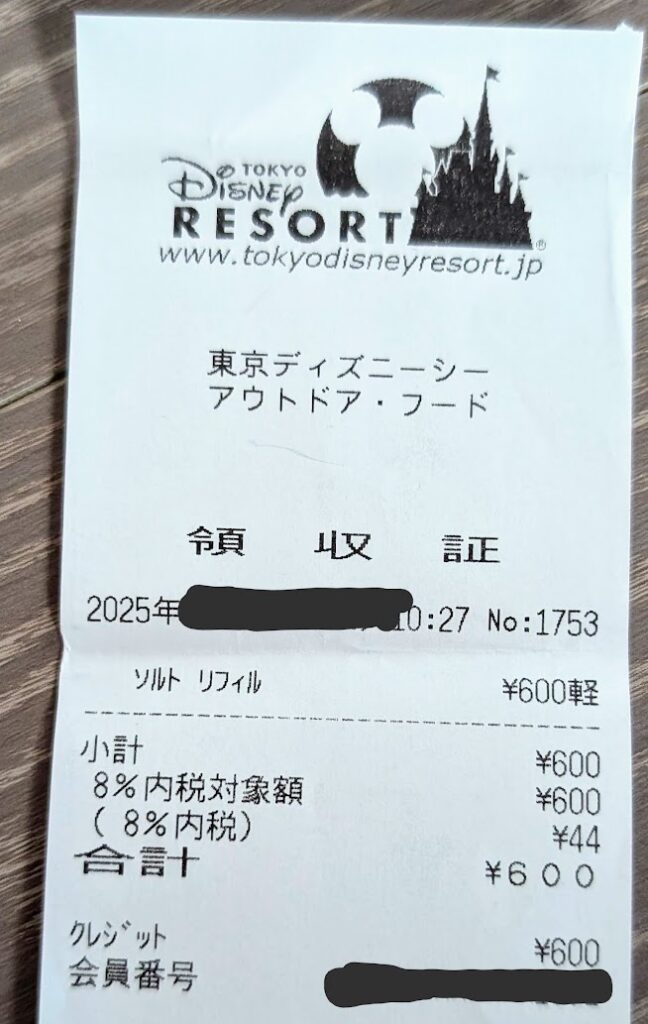 TOKYO
DISNEY
RESORT®
www.tokyodisneyresort.jp
東京ディズニーシー
アウトドア・フード
領 収 証
2025年 10:27 No:1753
ｿﾙﾄ ﾘﾌｨﾙ ¥600軽
小計 ¥600
8%内税対象額 ¥600
( 8%内税) ¥44
合計 ¥６００
ｸﾚｼﾞｯﾄ ¥600
会員番号